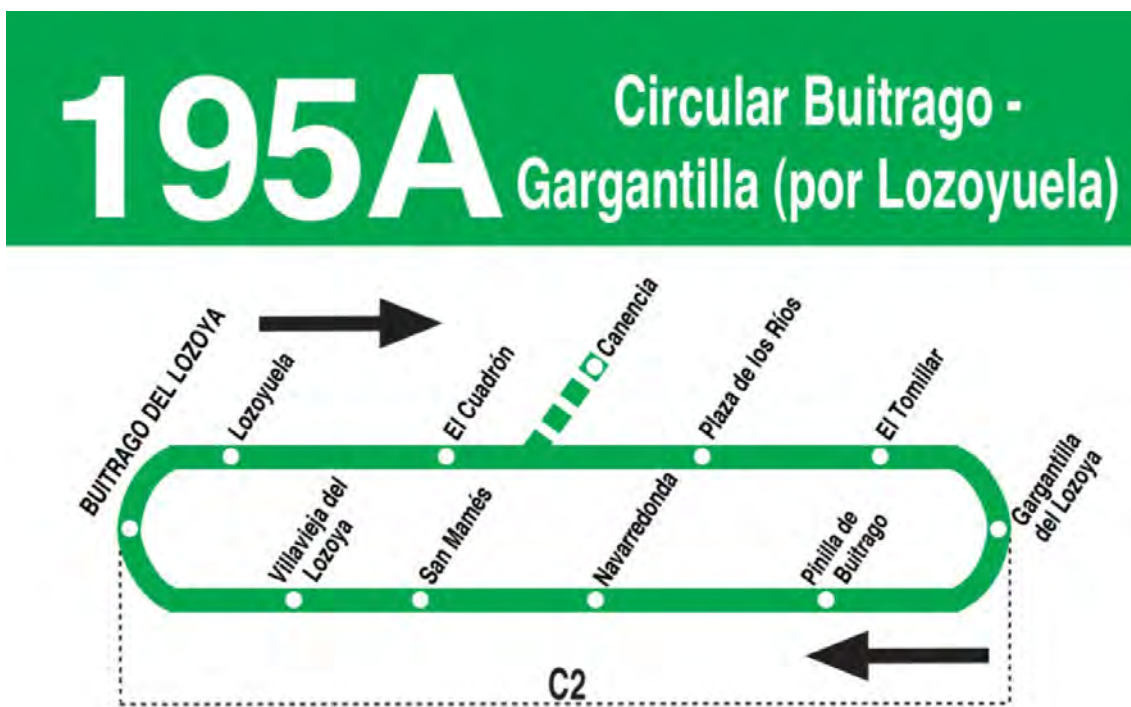 195A
Circular Buitrago -
Gargantilla (por Lozoyuela)
BUITRAGO DEL LOZOYA
Lozoyuela
El Cuadrón
Canencia
Plaza de los Ríos
El Tomillar
Gargantilla
del Lozoya
Villavieja del
Lozoya
San Mamés
Navarredonda
Pinilla de
Buitrago
C2